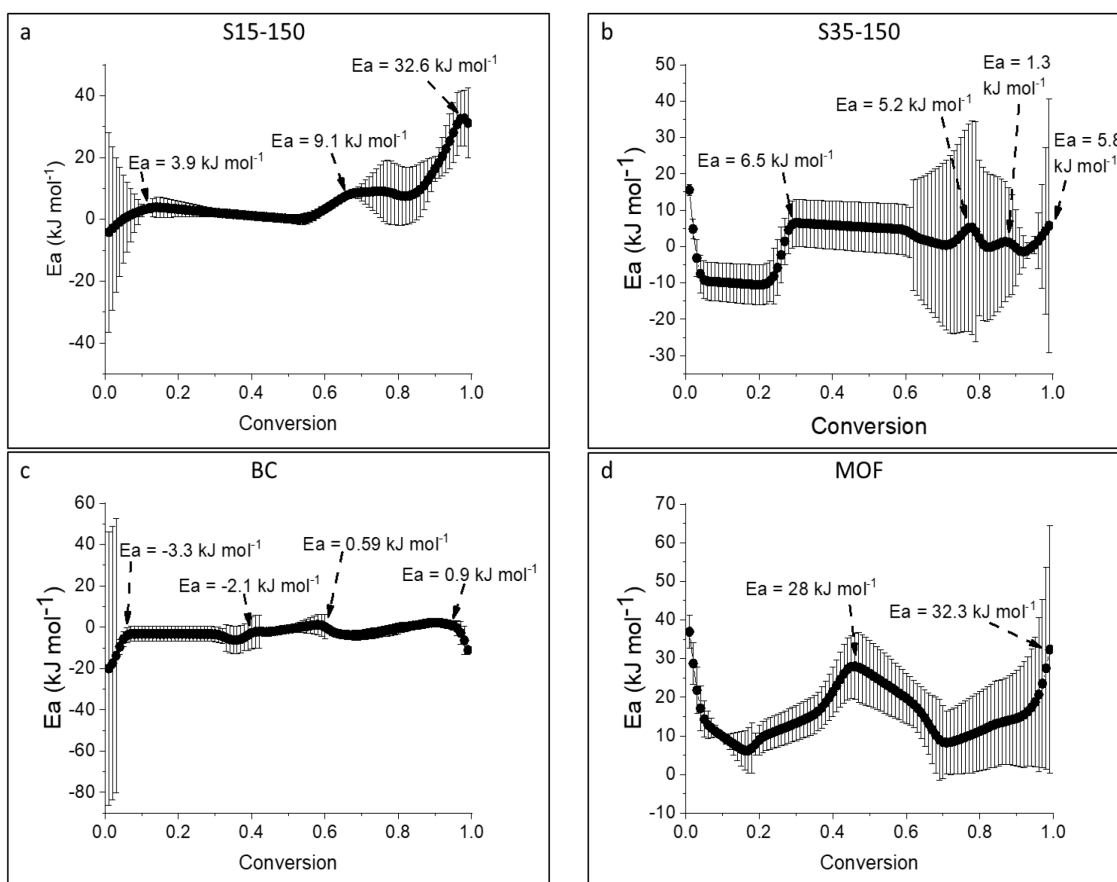 a
S15-150
Ea (kJ mol⁻¹)
40
20
0
-20
-40
Ea = 3.9 kJ mol⁻¹
Ea = 9.1 kJ mol⁻¹
Ea = 32.6 kJ mol⁻¹
0.0 0.2 0.4 0.6 0.8 1.0
Conversion
b
S35-150
Ea (kJ mol⁻¹)
50
40
30
20
10
0
-10
-20
-30
Ea = 6.5 kJ mol⁻¹
Ea = 5.2 kJ mol⁻¹
Ea = 1.3
kJ mol⁻¹
Ea = 5.8
kJ mol⁻¹
0.0 0.2 0.4 0.6 0.8 1.0
Conversion
c
BC
Ea (kJ mol⁻¹)
60
40
20
0
-20
-40
-60
-80
Ea = -3.3 kJ mol⁻¹
Ea = -2.1 kJ mol⁻¹
Ea = 0.59 kJ mol⁻¹
Ea = 0.9 kJ mol⁻¹
0.0 0.2 0.4 0.6 0.8 1.0
Conversion
d
MOF
Ea (kJ mol⁻¹)
70
60
50
40
30
20
10
0
-10
Ea = 28 kJ mol⁻¹
Ea = 32.3 kJ mol⁻¹
0.0 0.2 0.4 0.6 0.8 1.0
Conversion